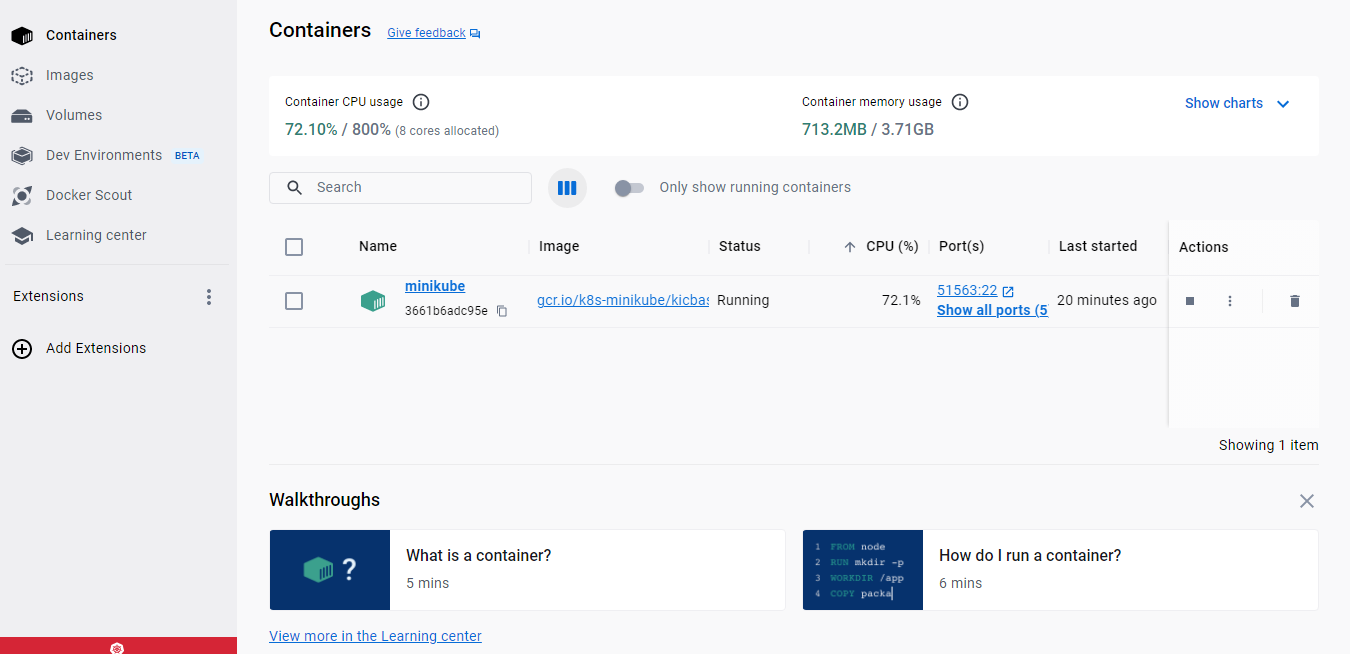 Containers
Images
Volumes
Dev Environments BETA
Docker Scout
Learning center
Extensions
Add Extensions
Containers Give feedback
Container CPU usage
72.10% / 800% (8 cores allocated)
Container memory usage
713.2MB / 3.71GB
Show charts
Search
Only show running containers
Name Image Status CPU (%) Port(s) Last started Actions
minikube
3661b6adc95e
gcr.io/k8s-minikube/kicbas
Running
72.1%
51563:22
Show all ports (5
20 minutes ago
Showing 1 item
Walkthroughs
?
What is a container?
5 mins
1 FROM node
2 RUN mkdir -p
3 WORKDIR /app
4 COPY packa
How do I run a container?
6 mins
View more in the Learning center